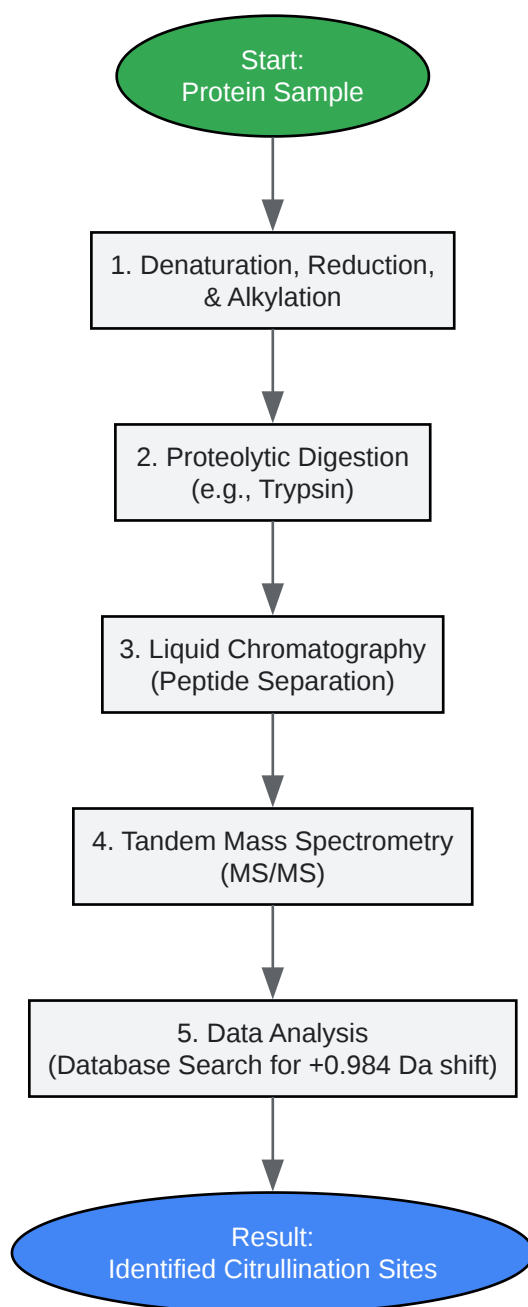 Start:
Protein Sample
1. Denaturation, Reduction,
& Alkylation
2. Proteolytic Digestion
(e.g., Trypsin)
3. Liquid Chromatography
(Peptide Separation)
4. Tandem Mass Spectrometry
(MS/MS)
5. Data Analysis
(Database Search for +0.984 Da shift)
Result:
Identified Citrullination Sites